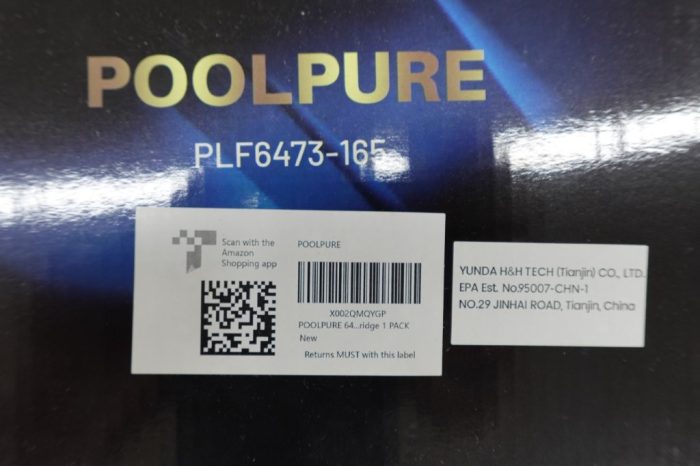 POOLPURE
PLF6473-165
Scan with the
Amazon
Shopping app
POOLPURE
X002QMQYGP
POOLPURE 64...ridge 1 PACK
New
Returns MUST with this label
YUNDA H&H TECH (Tianjin) CO., LTD.
EPA Est. No.95007-CHN-1
NO.29 JINHAI ROAD, Tianjin, China